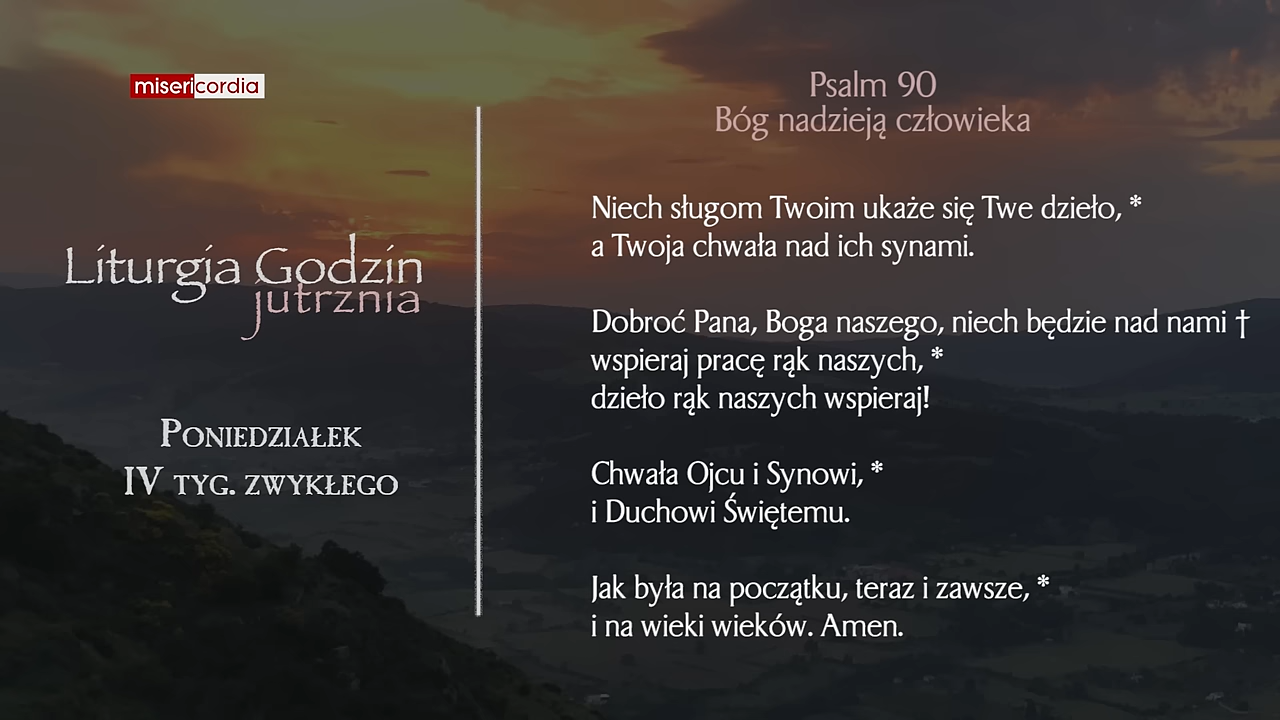 misericordia
Liturgia Godzin
jutrznia
Poniedziałek
IV tyg. zwykłego
Psalm 90
Bóg nadzieją człowieka
Niech sługom Twoim ukaże się Twe dzieło, *
a Twoja chwała nad ich synami.
Dobroć Pana, Boga naszego, niech będzie nad nami †
wspieraj pracę rąk naszych, *
dzieło rąk naszych wspieraj!
Chwała Ojcu i Synowi, *
i Duchowi Świętemu.
Jak była na początku, teraz i zawsze, *
i na wieki wieków. Amen.